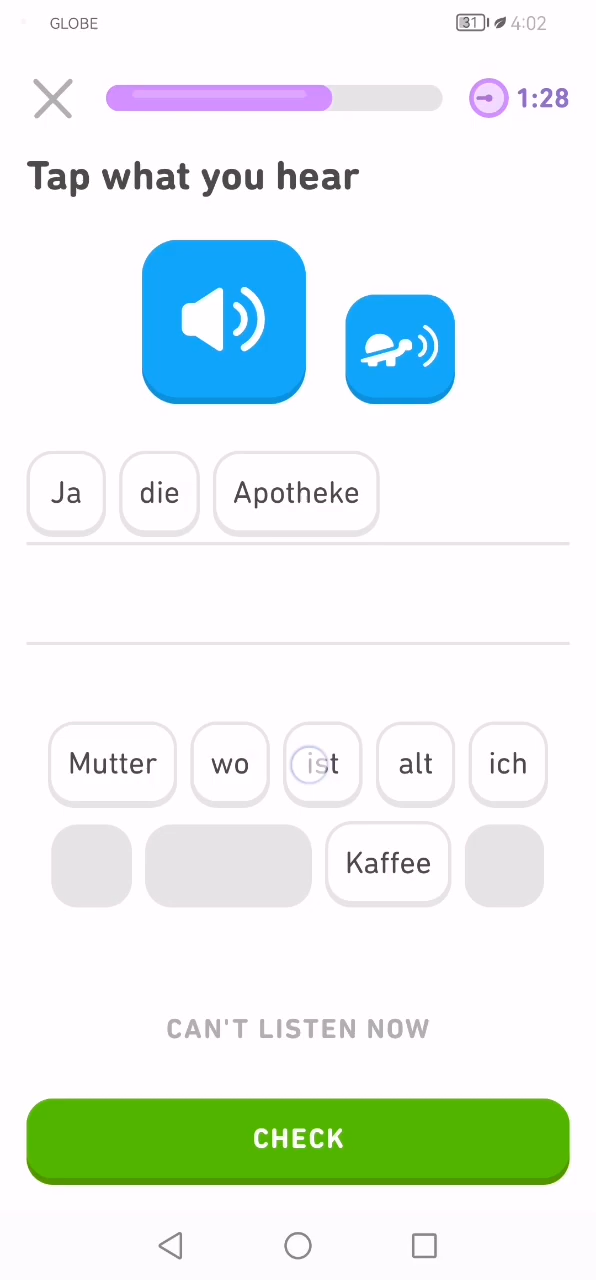 GLOBE 31 4:02
1:28
Tap what you hear
Ja die Apotheke
Mutter wo ist alt ich
Kaffee
CAN'T LISTEN NOW
CHECK